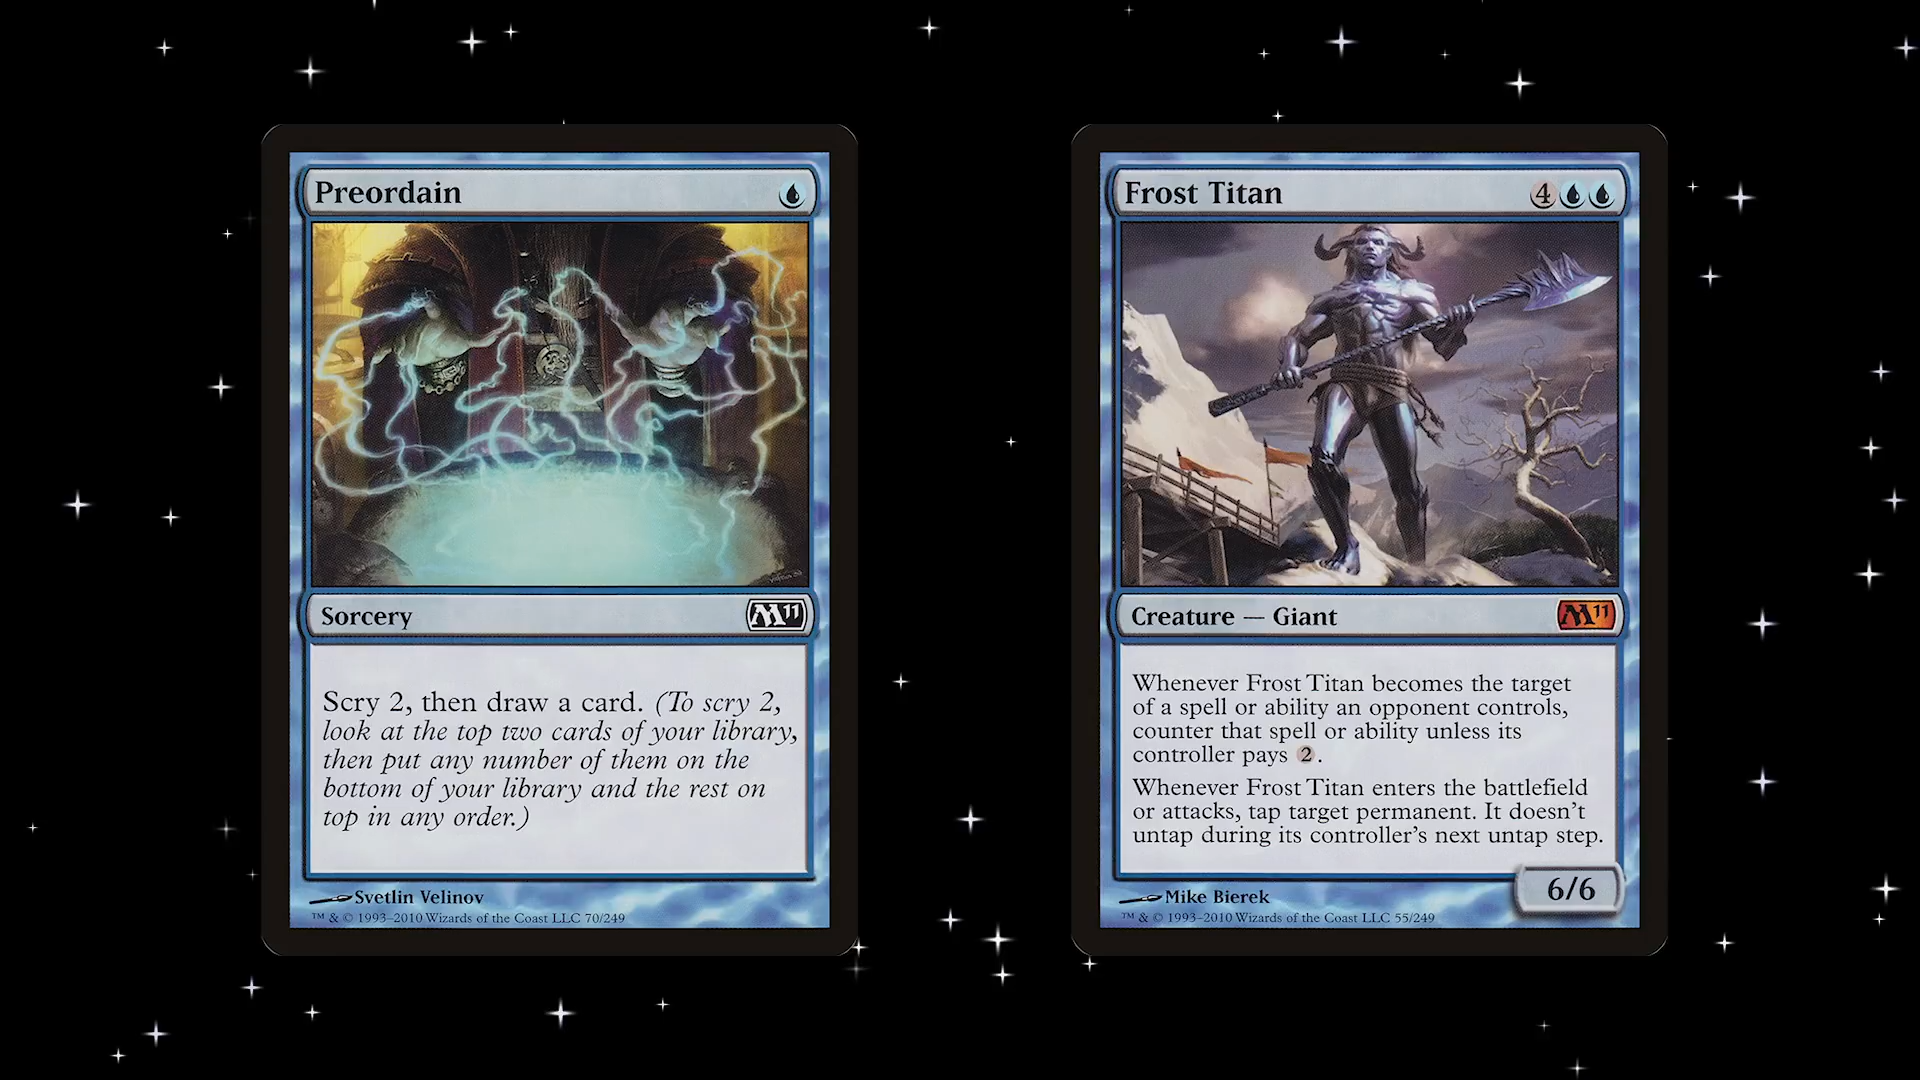 Preordain
Sorcery
M11
Scry 2, then draw a card. (To scry 2,
look at the top two cards of your library,
then put any number of them on the
bottom of your library and the rest on
top in any order.)
Svetlin Velinov
™ & © 1993–2010 Wizards of the Coast LLC 70/249
Frost Titan
4
Creature — Giant
M11
Whenever Frost Titan becomes the target
of a spell or ability an opponent controls,
counter that spell or ability unless its
controller pays 2.
Whenever Frost Titan enters the battlefield
or attacks, tap target permanent. It doesn't
untap during its controller's next untap step.
6/6
Mike Bierek
™ & © 1993–2010 Wizards of the Coast LLC 55/249